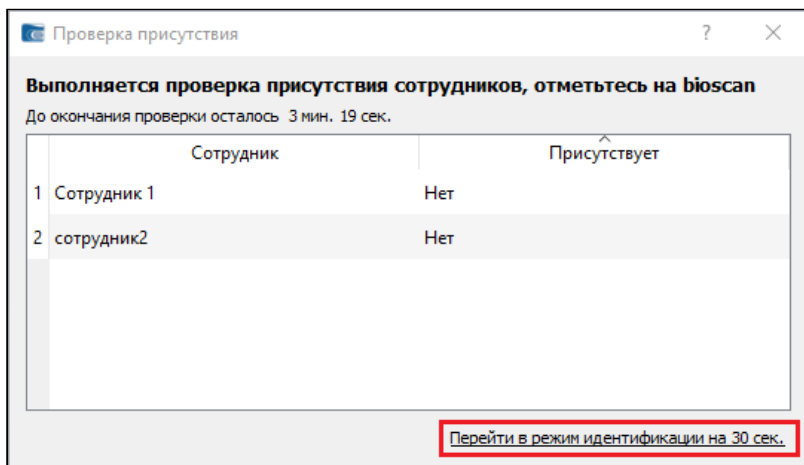 Проверка присутствия
Выполняется проверка присутствия сотрудников, отметьтесь на bioscan
До окончания проверки осталось 3 мин. 19 сек.
Сотрудник Присутствует
1 Сотрудник 1 Нет
2 сотрудник2 Нет
Перейти в режим идентификации на 30 сек.